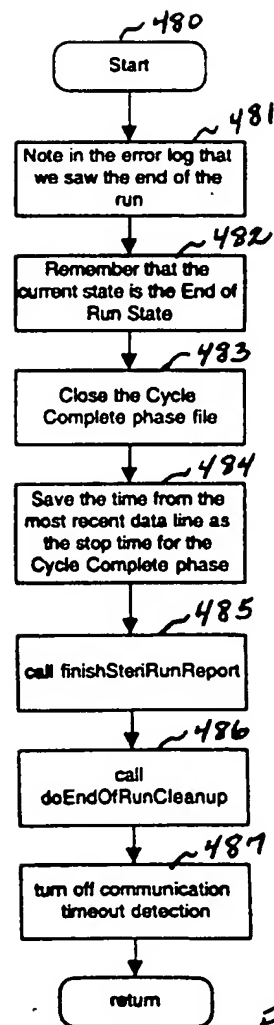 480
Start
481
Note in the error log that
we saw the end of the
run
482
Remember that the
current state is the End of
Run State
483
Close the Cycle
Complete phase file
484
Save the time from the
most recent data line as
the stop time for the
Cycle Complete phase
485
call finishSteriRunReport
486
call
doEndOfRunCleanup
487
turn off communication
timeout detection
return